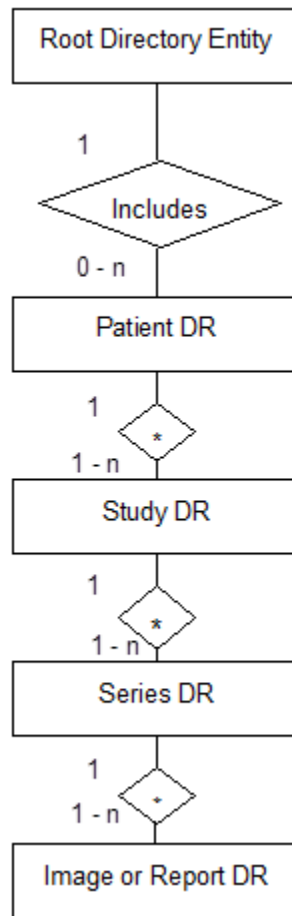 Root Directory Entity
1
Includes
0 - n
Patient DR
1
*
1 - n
Study DR
1
*
1 - n
Series DR
1
*
1 - n
Image or Report DR